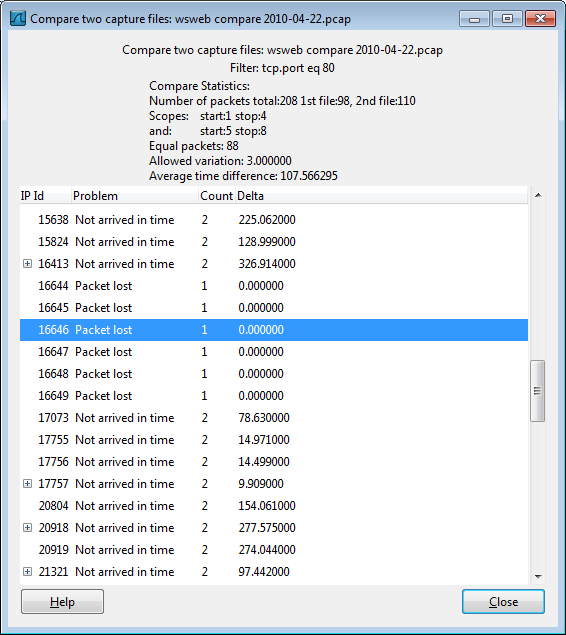 Compare two capture files: wsweb compare 2010-04-22.pcap
Compare two capture files: wsweb compare 2010-04-22.pcap
Filter: tcp.port eq 80
Compare Statistics:
Number of packets total:208 1st file:98, 2nd file:110
Scopes: start:1 stop:4
and: start:5 stop:8
Equal packets: 88
Allowed variation: 3.000000
Average time difference: 107.566295
IP Id Problem Count Delta
15638 Not arrived in time 2 225.062000
15824 Not arrived in time 2 128.999000
16413 Not arrived in time 2 326.914000
16644 Packet lost 1 0.000000
16645 Packet lost 1 0.000000
16646 Packet lost 1 0.000000
16647 Packet lost 1 0.000000
16648 Packet lost 1 0.000000
16649 Packet lost 1 0.000000
17073 Not arrived in time 2 78.630000
17755 Not arrived in time 2 14.971000
17756 Not arrived in time 2 14.499000
17757 Not arrived in time 2 9.909000
20804 Not arrived in time 2 154.061000
20918 Not arrived in time 2 277.575000
20919 Not arrived in time 2 274.044000
21321 Not arrived in time 2 97.442000
Help Close